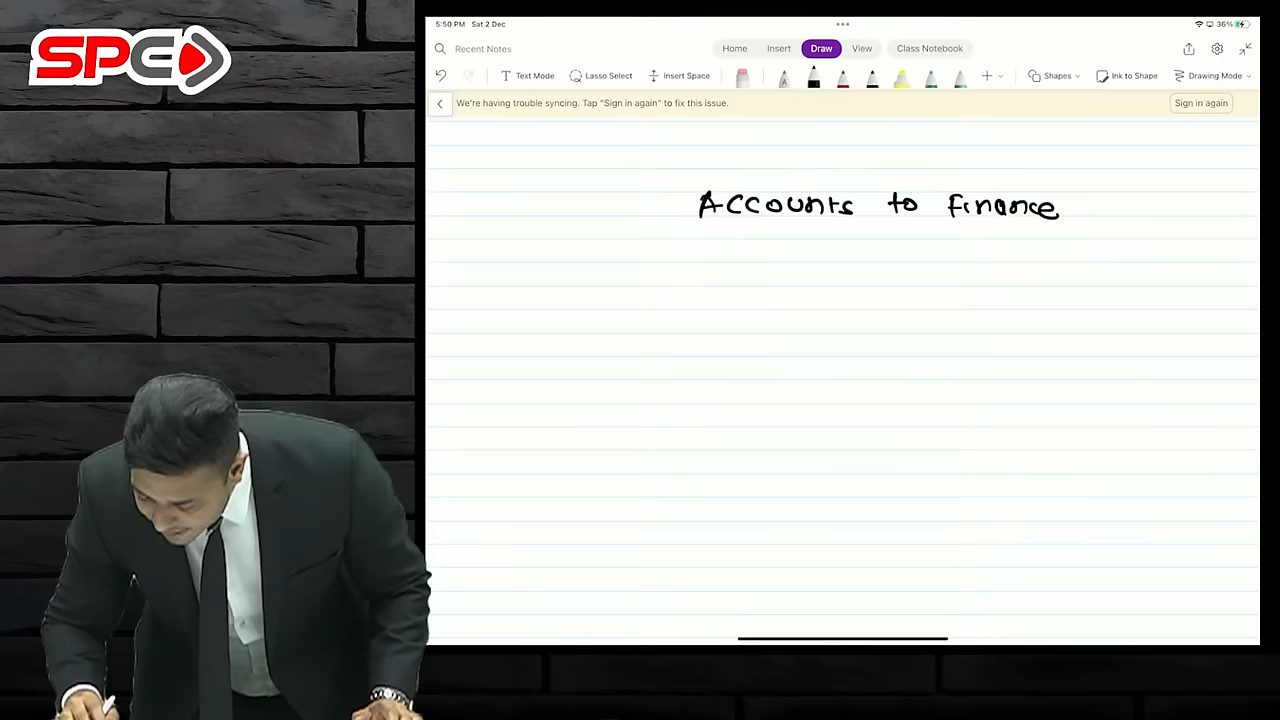 SPC
5:50 PM Sat 2 Dec
36%
Recent Notes
Home Insert Draw View Class Notebook
Text Mode Lasso Select Insert Space Shapes Ink to Shape Drawing Mode
We're having trouble syncing. Tap "Sign in again" to fix this issue.
Sign in again
Accounts to Finance